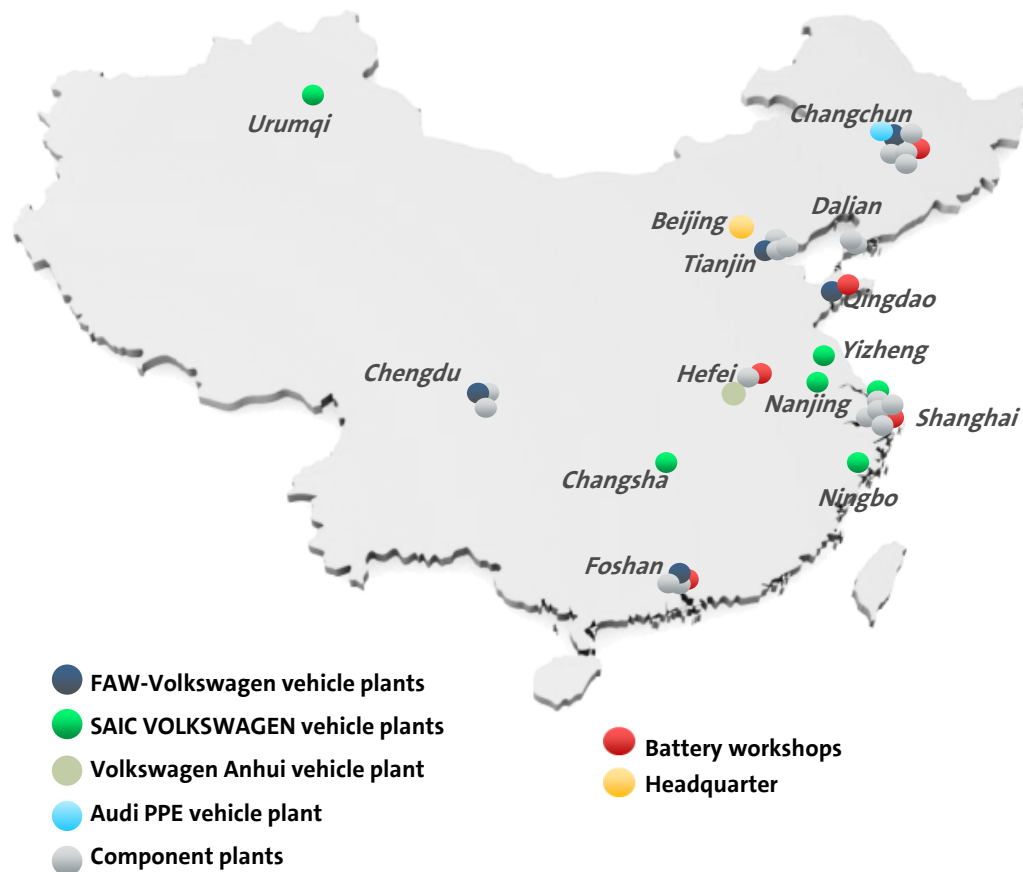 Urumqi
Changchun
Dalian
Beijing
Tianjin
Qingdao
Yizheng
Chengdu
Hefei
Nanjing
Shanghai
Changsha
Ningbo
Foshan
FAW-Volkswagen vehicle plants
SAIC VOLKSWAGEN vehicle plants
Volkswagen Anhui vehicle plant
Audi PPE vehicle plant
Component plants
Battery workshops
Headquarter